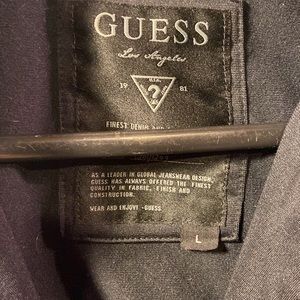 GUESS
Los Angeles
U.S.A.
?
19 81
FINEST DENIM AND
AS A LEADER IN GLOBAL JEANSWEAR DESIGN,
GUESS HAS ALWAYS OFFERED THE FINEST
QUALITY IN FABRIC, FINISH AND
CONSTRUCTION.
WEAR AND ENJOY! -GUESS
L